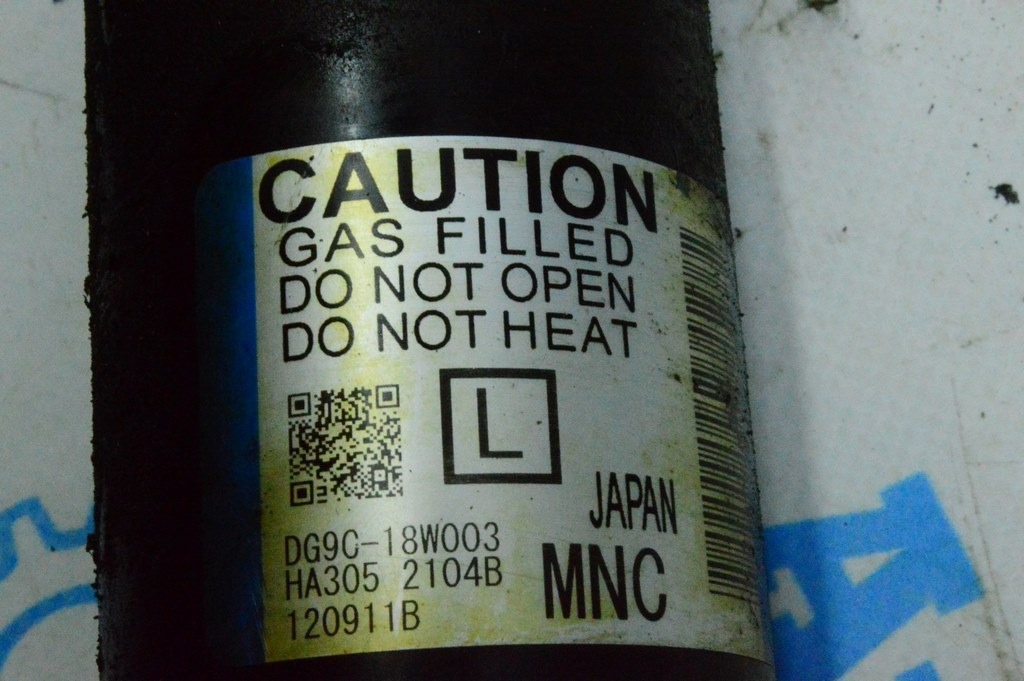 CAUTION
GAS FILLED
DO NOT OPEN
DO NOT HEAT
L
JAPAN
DG9C-18W003
HA305 2104B
MNC
120911B